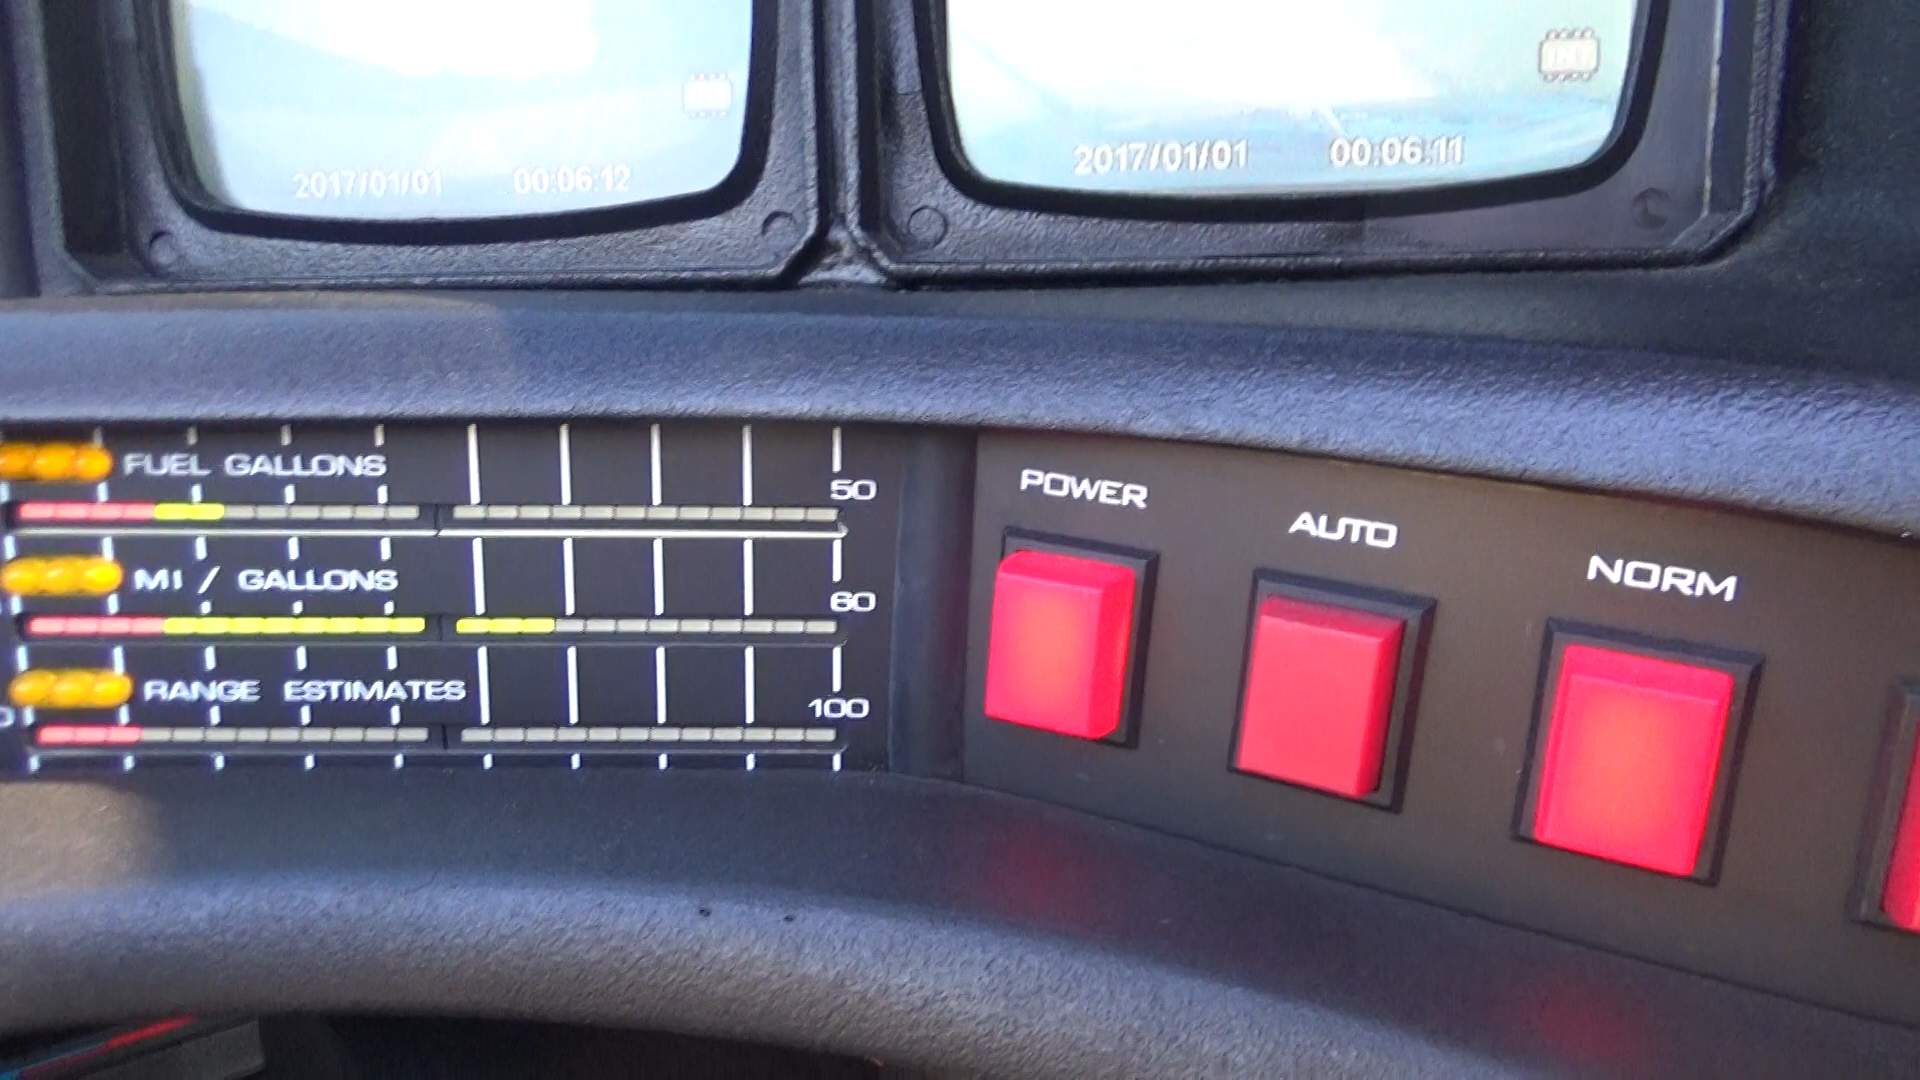 2017/01/01 00:06:12
2017/01/01 00:06:11
INT
FUEL GALLONS
50
MI / GALLONS
60
RANGE ESTIMATES
100
POWER
AUTO
NORM